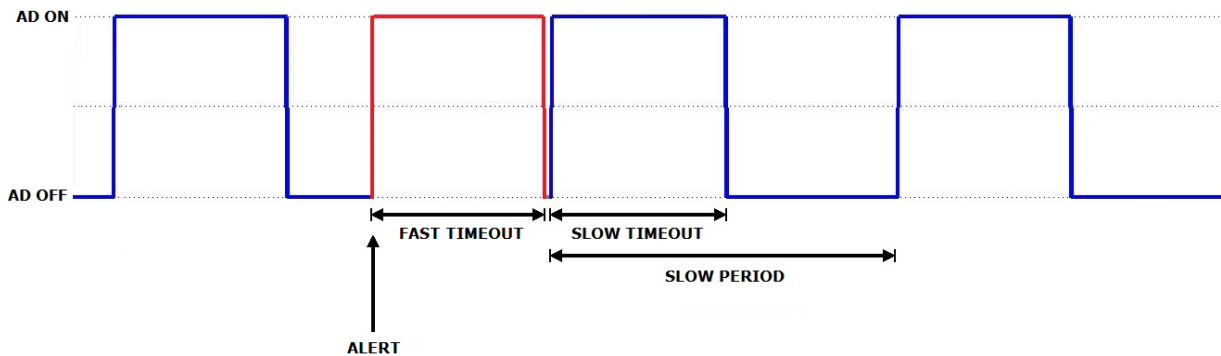 AD ON
AD OFF
FAST TIMEOUT
SLOW TIMEOUT
SLOW PERIOD
ALERT